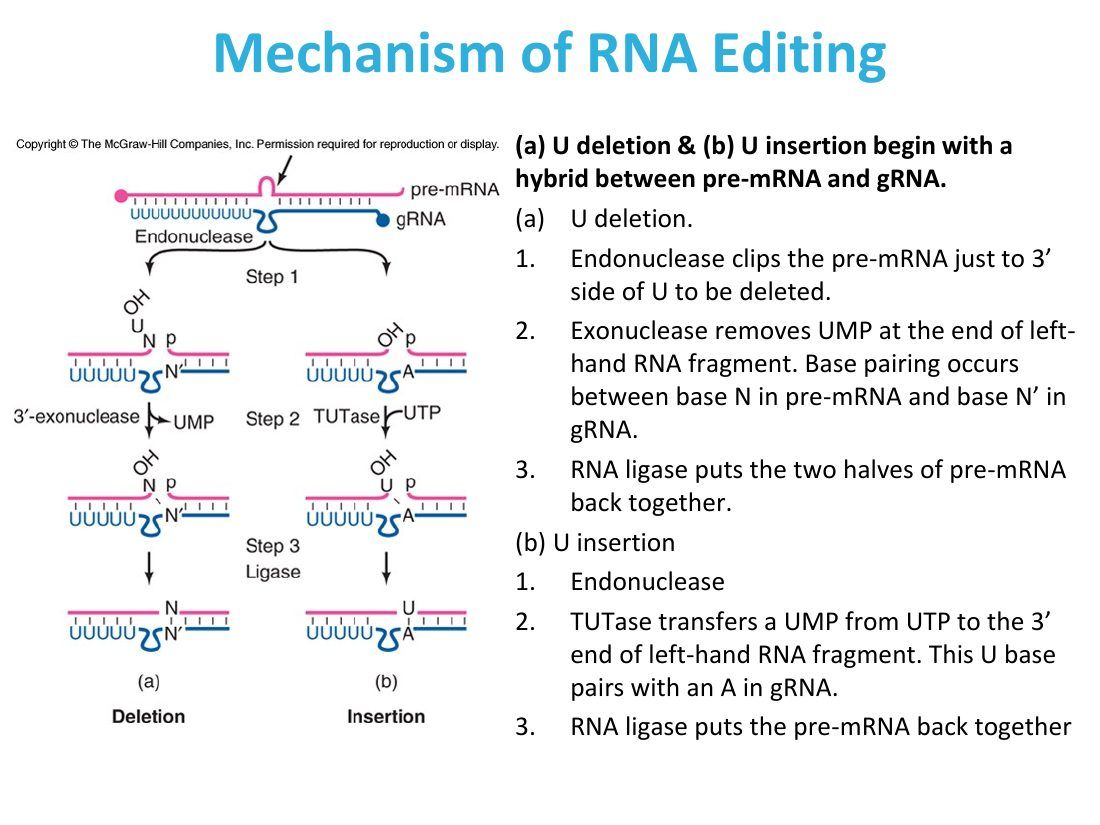 Mechanism of RNA Editing
Copyright © The McGraw-Hill Companies, Inc. Permission required for reproduction or display.
pre-mRNA
UUUUUUUUUUUU
gRNA
Endonuclease
Step 1
OH
U
N p
OH p
UUUUU N'
UUUUU A
3'-exonuclease UMP Step 2 TUTase UTP
OH
N p
OH
U p
UUUUU N'
UUUUU A
Step 3
Ligase
N
U
UUUUU N'
UUUUU A
(a)
(b)
Deletion
Insertion
(a) U deletion & (b) U insertion begin with a
hybrid between pre-mRNA and gRNA.
(a) U deletion.
1. Endonuclease clips the pre-mRNA just to 3’
side of U to be deleted.
2. Exonuclease removes UMP at the end of left-
hand RNA fragment. Base pairing occurs
between base N in pre-mRNA and base N’ in
gRNA.
3. RNA ligase puts the two halves of pre-mRNA
back together.
(b) U insertion
1. Endonuclease
2. TUTase transfers a UMP from UTP to the 3’
end of left-hand RNA fragment. This U base
pairs with an A in gRNA.
3. RNA ligase puts the pre-mRNA back together